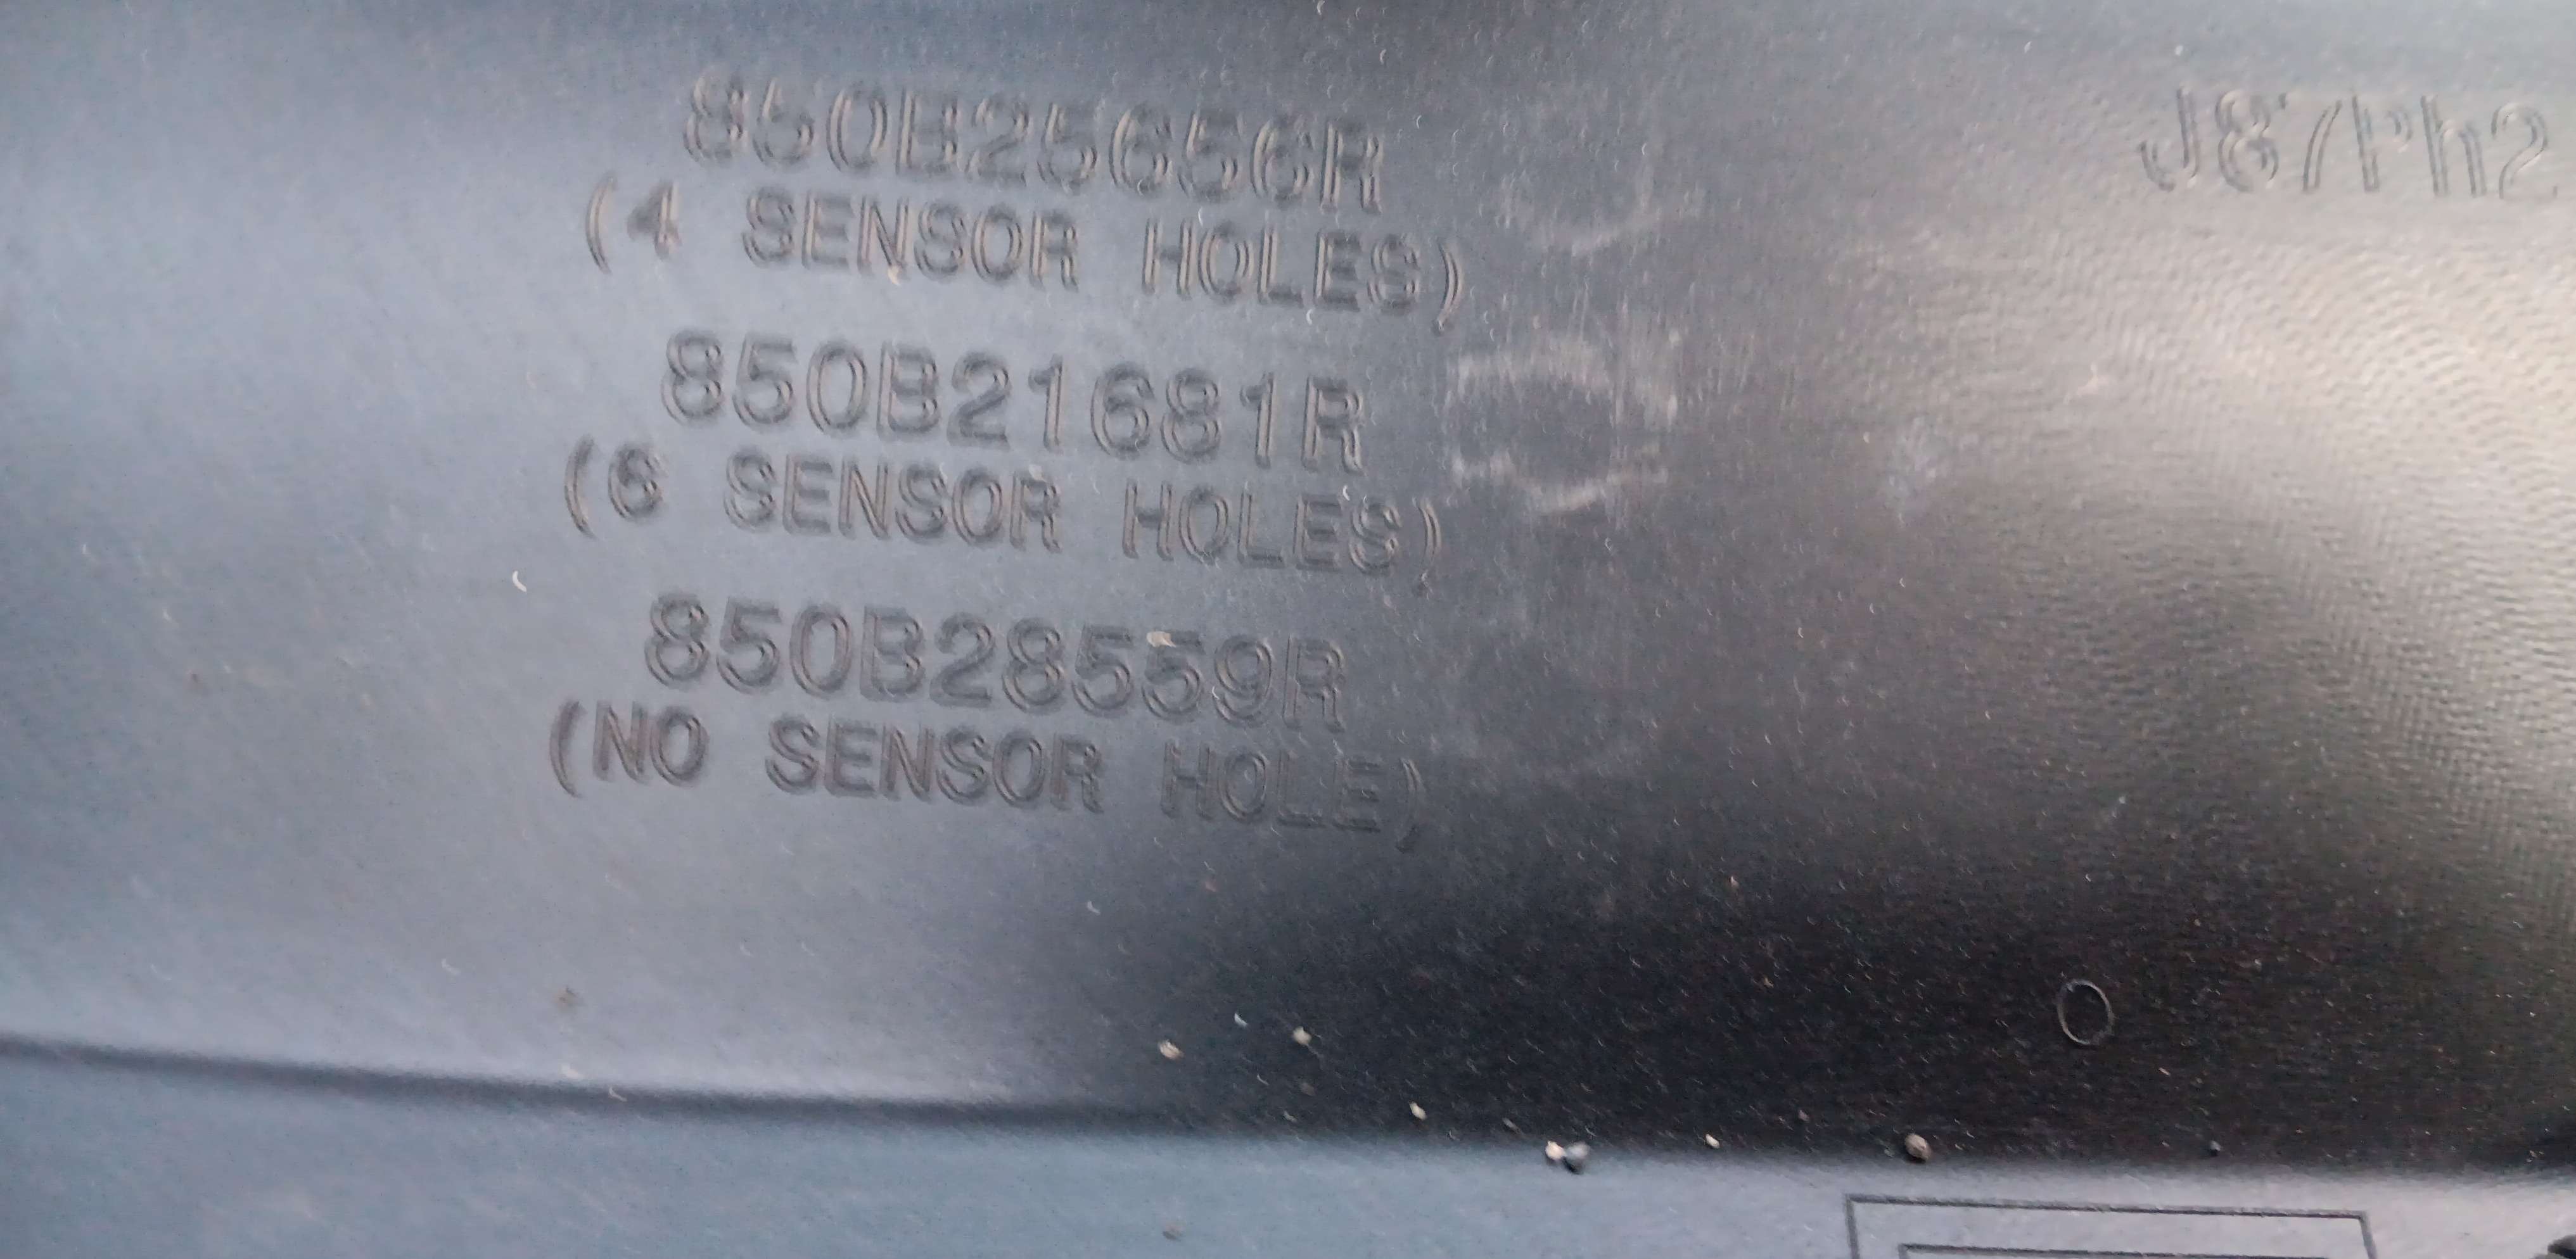 850B25656R
(4 SENSOR HOLES)
850B21681R
(6 SENSOR HOLES)
850B28559R
(NO SENSOR HOLE)
J87Ph2